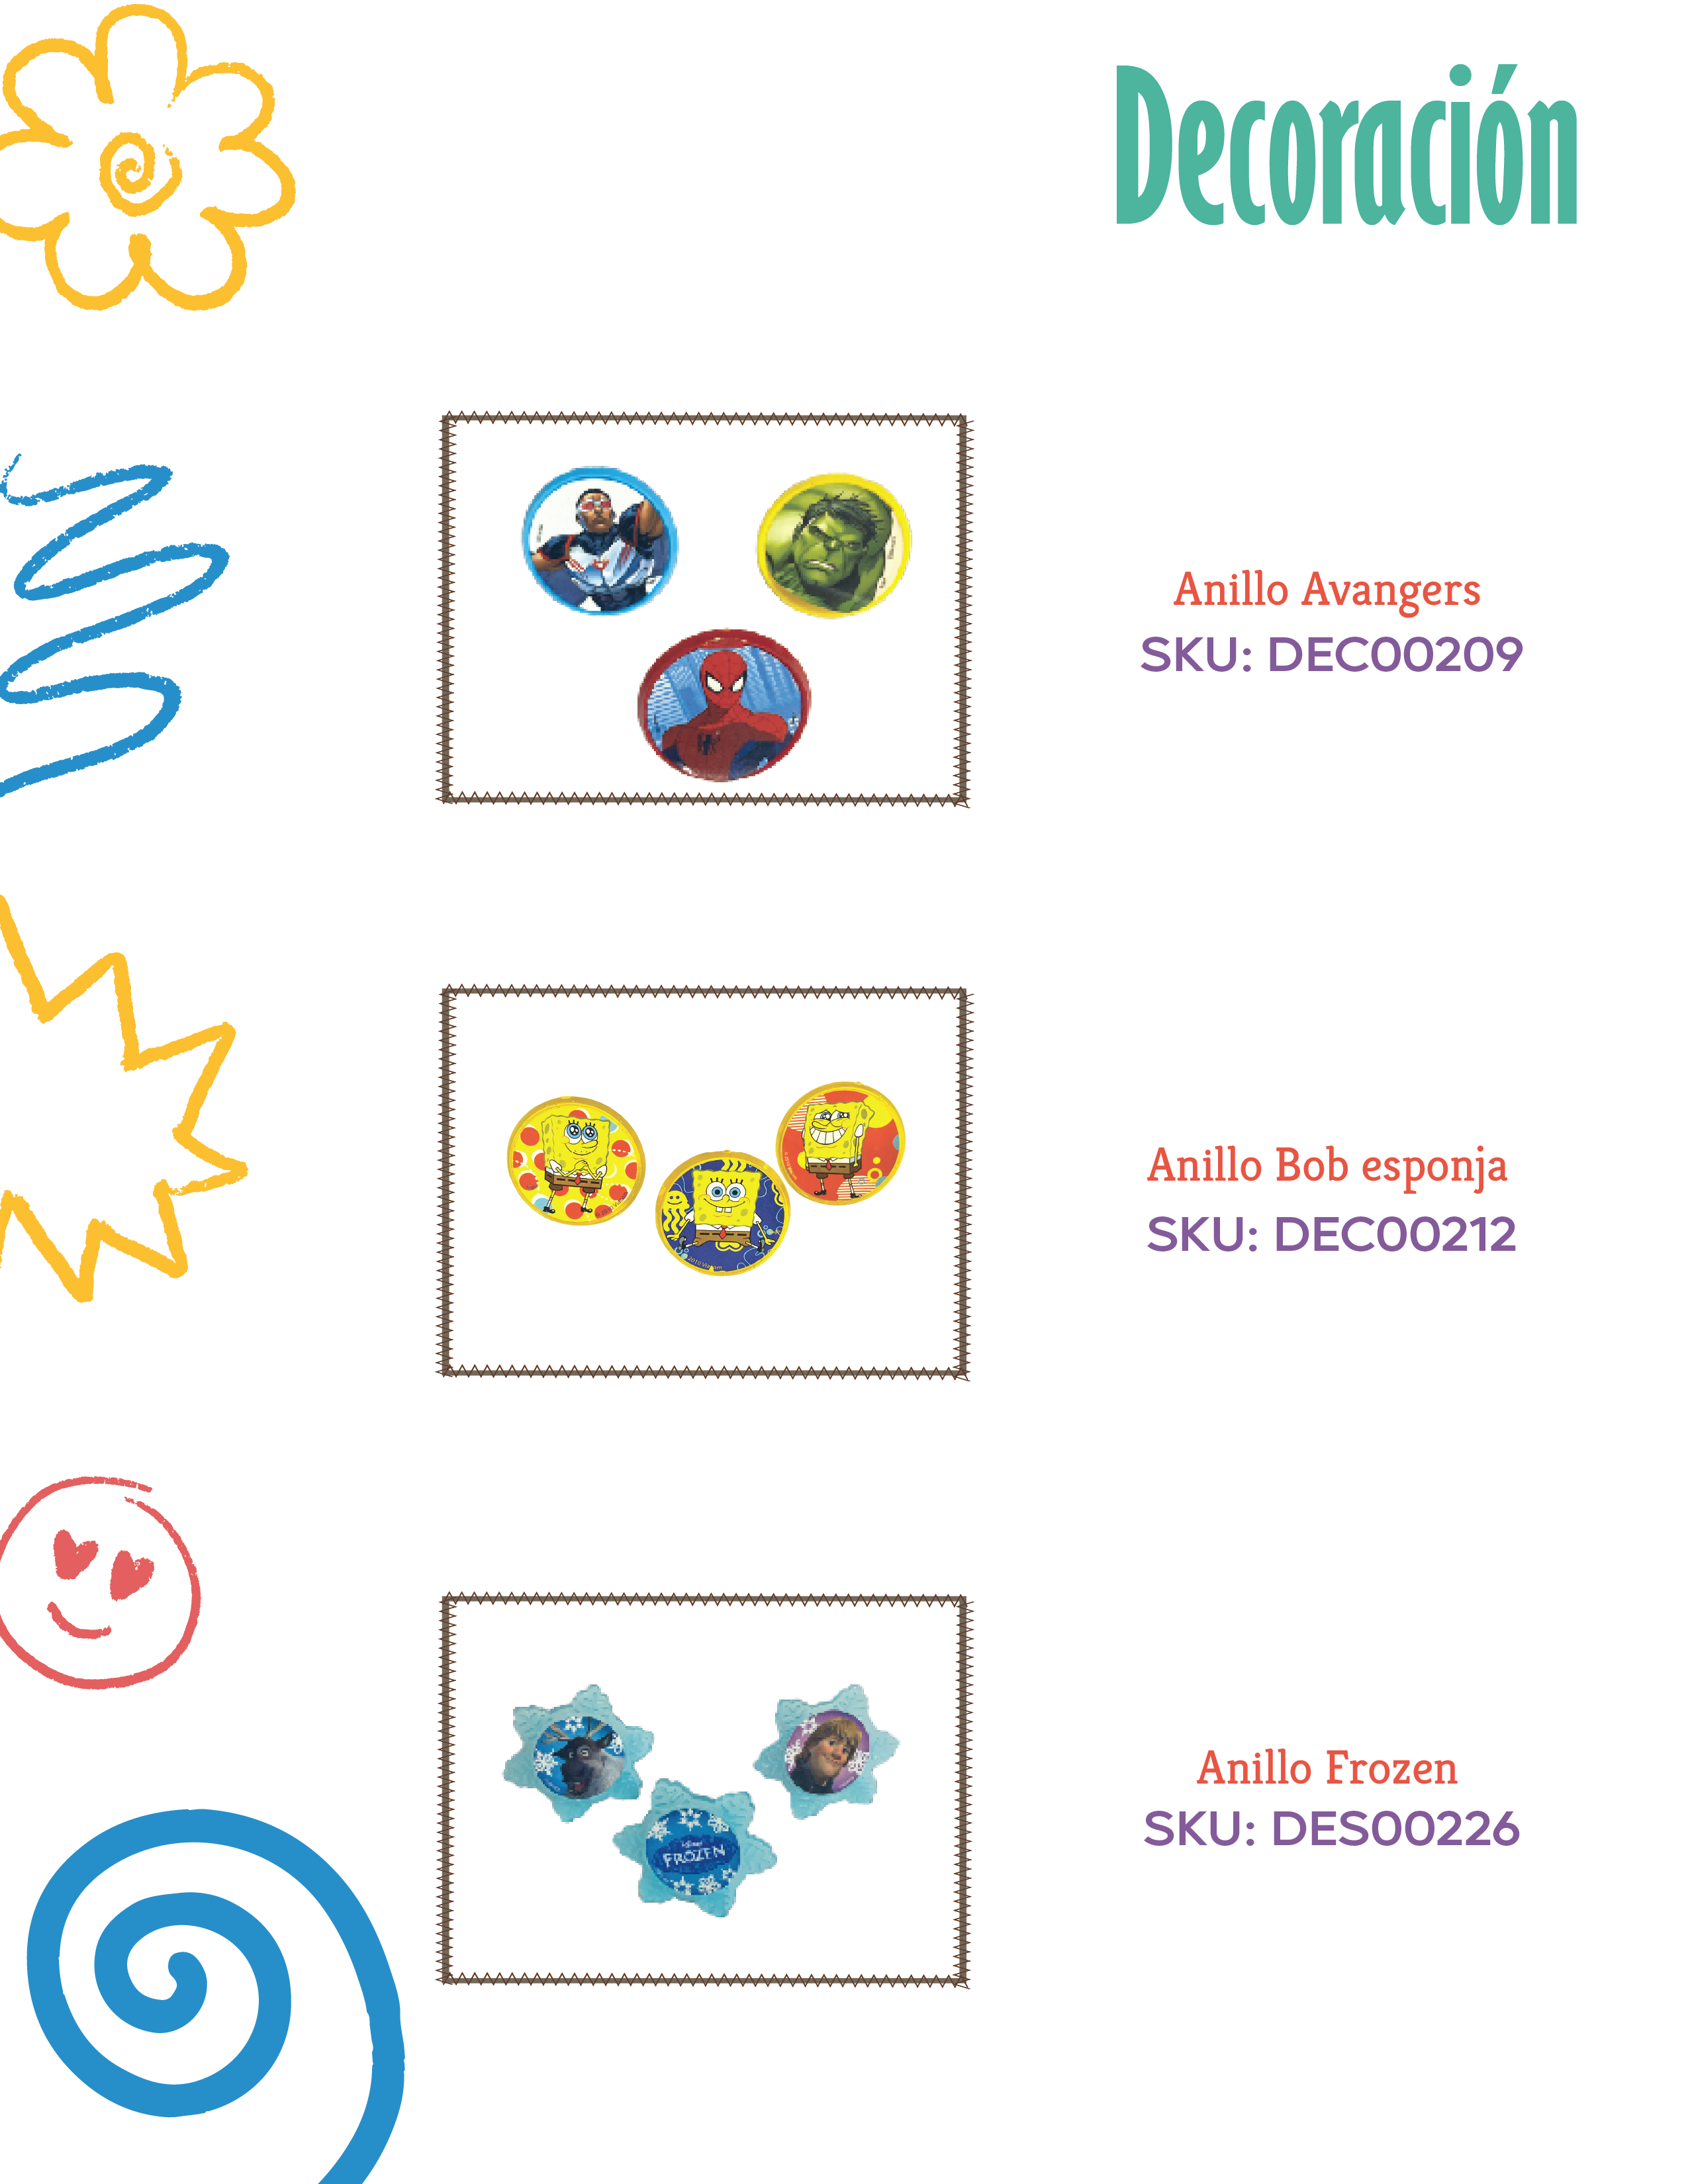 Decoración
Anillo Avangers
SKU: DEC00209
Anillo Bob esponja
SKU: DEC00212
FROZEN
Anillo Frozen
SKU: DES00226